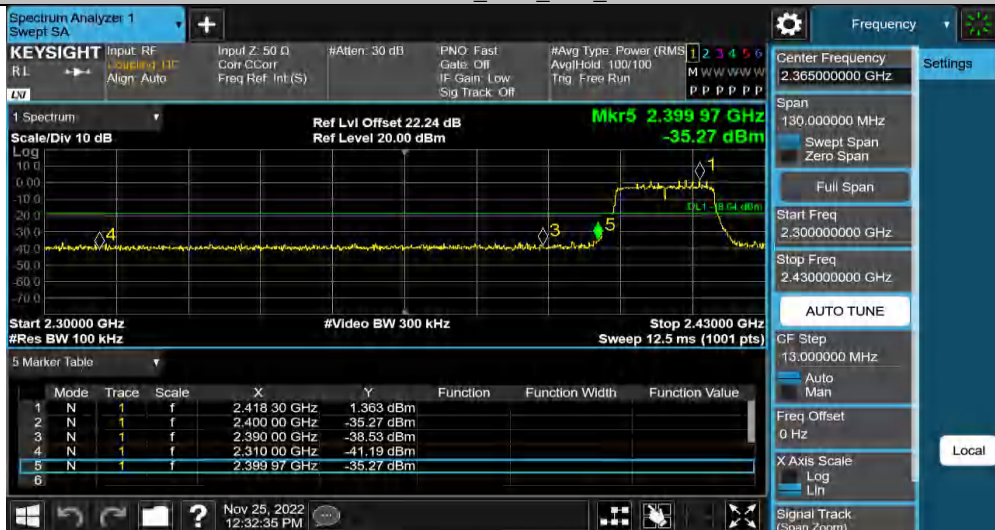 Spectrum Analyzer 1
Swept SA
+
Frequency
KEYSIGHT
RL
LXI
Input: RF
Coupling: DC
Align: Auto
Input Z: 50 Ω
Corr CCorr
Freq Ref: Int (S)
#Atten: 30 dB
PNO: Fast
Gate: Off
IF Gain: Low
Sig Track: Off
#Avg Type: Power (RMS
Avg|Hold: 100/100
Trig: Free Run
1 2 3 4 5 6
M W W W W W
P P P P P P
1 Spectrum
Scale/Div 10 dB
Ref Lvl Offset 22.24 dB
Ref Level 20.00 dBm
Mkr5 2.399 97 GHz
-35.27 dBm
Log
10.0
0.00
-10.0
-20.0
-30.0
-40.0
-50.0
-60.0
-70.0
1
3
4
5
Start 2.30000 GHz
#Video BW 300 kHz
Stop 2.43000 GHz
#Res BW 100 kHz
Sweep 12.5 ms (1001 pts)
5 Marker Table
Mode Trace Scale X Y Function Function Width Function Value
1 N 1 f 2.418 30 GHz 1.363 dBm
2 N 1 f 2.400 00 GHz -35.27 dBm
3 N 1 f 2.390 00 GHz -38.53 dBm
4 N 1 f 2.310 00 GHz -41.19 dBm
5 N 1 f 2.399 97 GHz -35.27 dBm
6
Center Frequency
2.365000000 GHz
Span
130.000000 MHz
Swept Span
Zero Span
Full Span
Start Freq
2.300000000 GHz
Stop Freq
2.430000000 GHz
AUTO TUNE
CF Step
13.000000 MHz
Auto
Man
Freq Offset
0 Hz
X Axis Scale
Log
Lin
Signal Track
(Span Zoom)
Settings
Local
?
Nov 25, 2022
12:32:35 PM